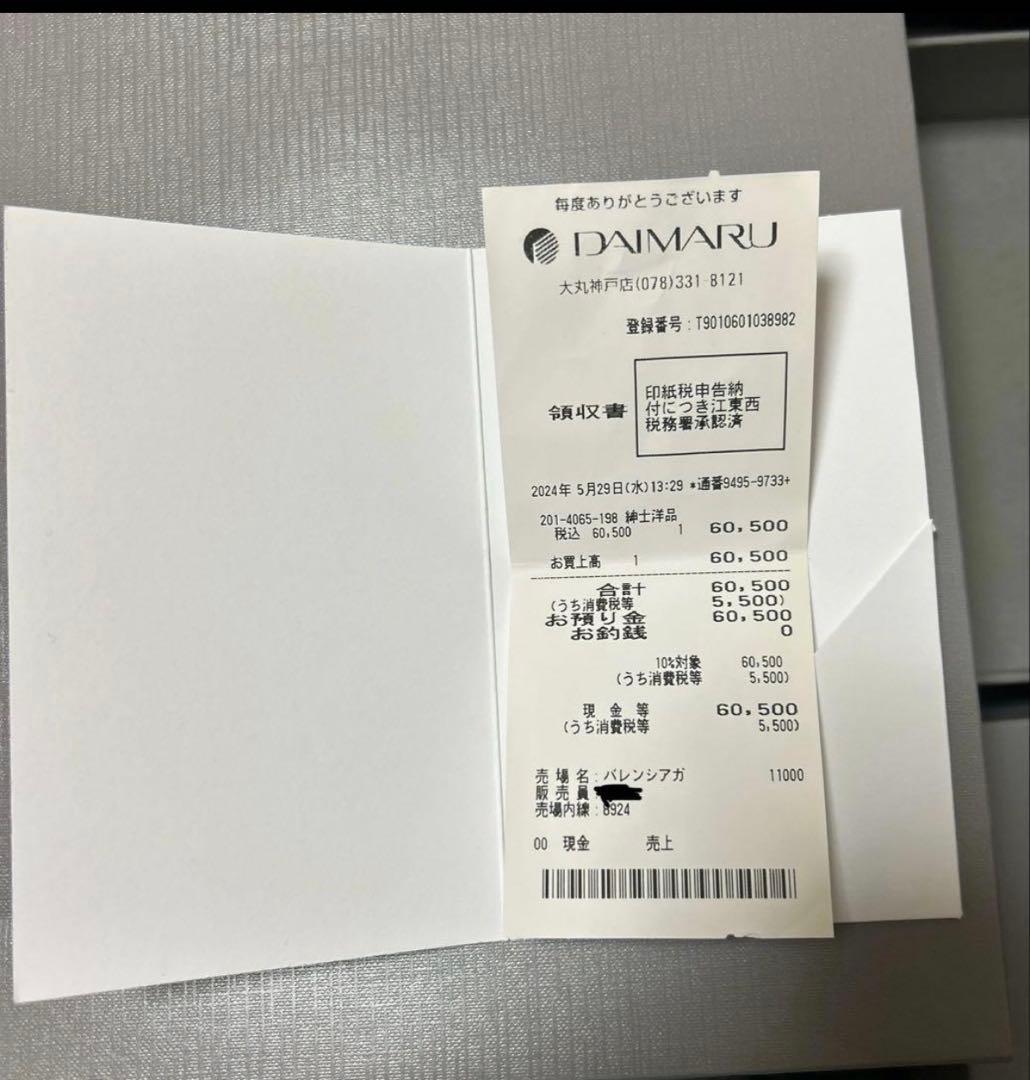 毎度ありがとうございます
DAIMARU
大丸神戸店(078)331-8121
登録番号:T9010601038982
領収書
印紙税申告納
付につき江東西
税務署承認済
2024年 5月29日(水)13:29 *通番9495-9733+
201-4065-198 紳士洋品
税込 60,500 1 60,500
お買上高 1 60,500
合計 60,500
(うち消費税等 5,500)
お預り金 60,500
お釣銭 0
10%対象 60,500
(うち消費税等 5,500)
現 金 等 60,500
(うち消費税等 5,500)
売 場 名:バレンシアガ 11000
販 売 員:
売場内線:8924
00 現金 売上